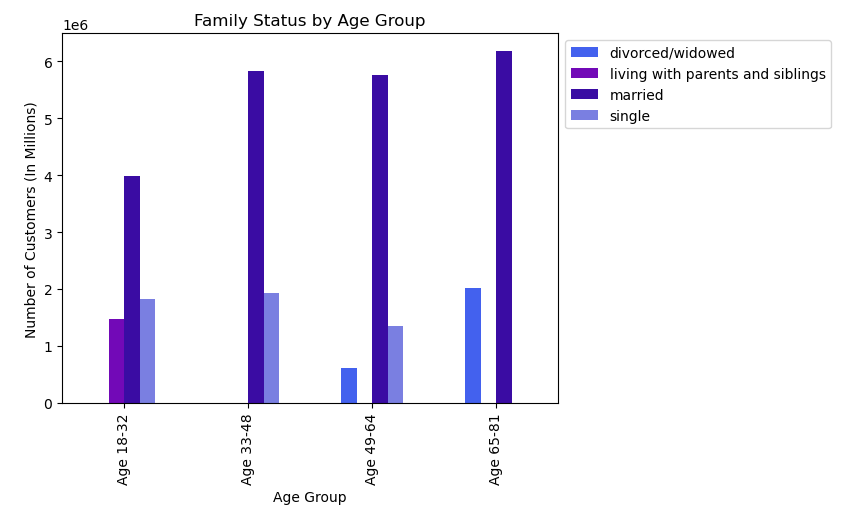 Family Status by Age Group
1e6
6
5
4
3
2
1
0
Number of Customers (In Millions)
Age 18-32
Age 33-48
Age 49-64
Age 65-81
Age Group
divorced/widowed
living with parents and siblings
married
single